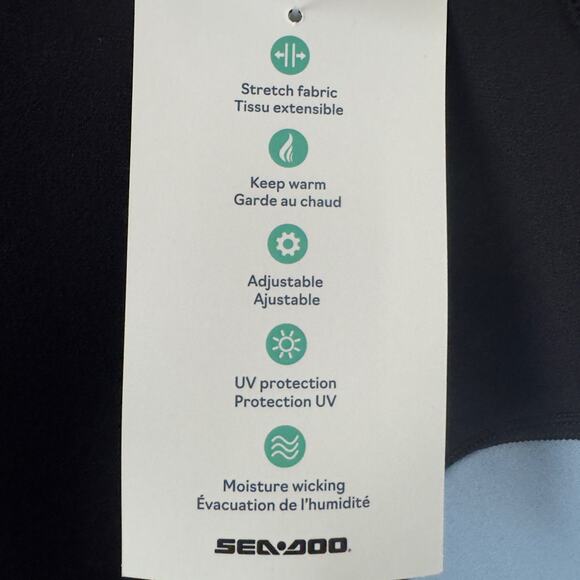 Stretch fabric
Tissu extensible
Keep warm
Garde au chaud
Adjustable
Ajustable
UV protection
Protection UV
Moisture wicking
Évacuation de l'humidité
SEA•DOO.